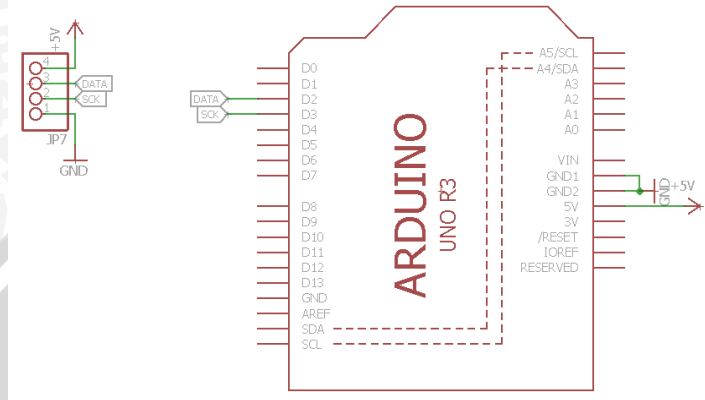 +5V
4
3
2
1
DATA
SCK
JP7
GND
DATA
SCK
D0
D1
D2
D3
D4
D5
D6
D7
D8
D9
D10
D11
D12
D13
GND
AREF
SDA
SCL
ARDUINO
UNO R3
A5/SCL
A4/SDA
A3
A2
A1
A0
VIN
GND1
GND2
5V
3V
/RESET
IOREF
RESERVED
GND
+5V